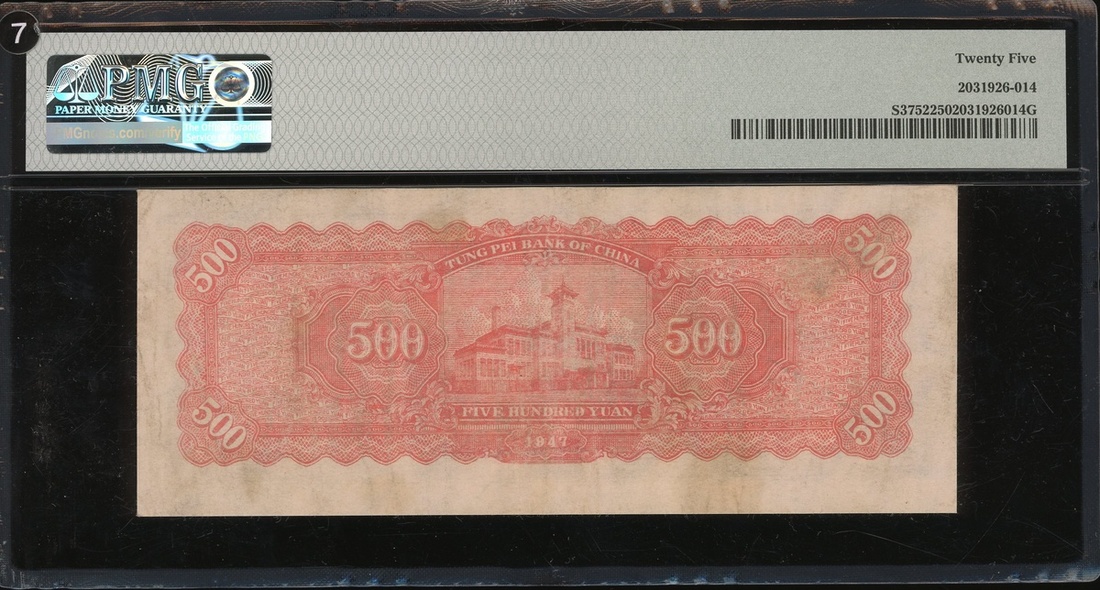 7
PMG
PAPER MONEY GUARANTY
Twenty Five
2031926-014
S37522502031926014G
TUNG PEI BANK OF CHINA
500
500
500
500
FIVE HUNDRED YUAN
1947
500
500